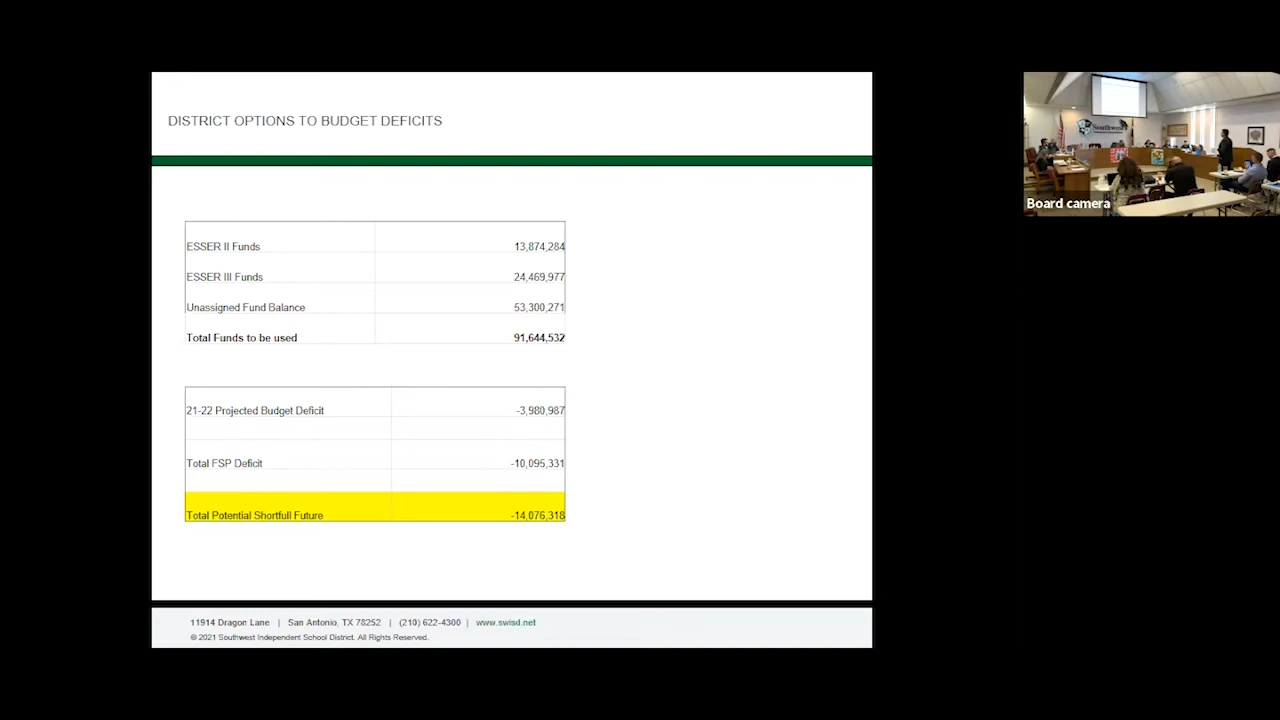 DISTRICT OPTIONS TO BUDGET DEFICITS
ESSER II Funds 13,874,284
ESSER III Funds 24,469,977
Unassigned Fund Balance 53,300,271
Total Funds to be used 91,644,532
21-22 Projected Budget Deficit -3,980,987
Total FSP Deficit -10,095,331
Total Potential Shortfull Future -14,076,318
11914 Dragon Lane | San Antonio, TX 78252 | (210) 622-4300 | www.swisd.net
© 2021 Southwest Independent School District. All Rights Reserved.
Southwest
Board camera